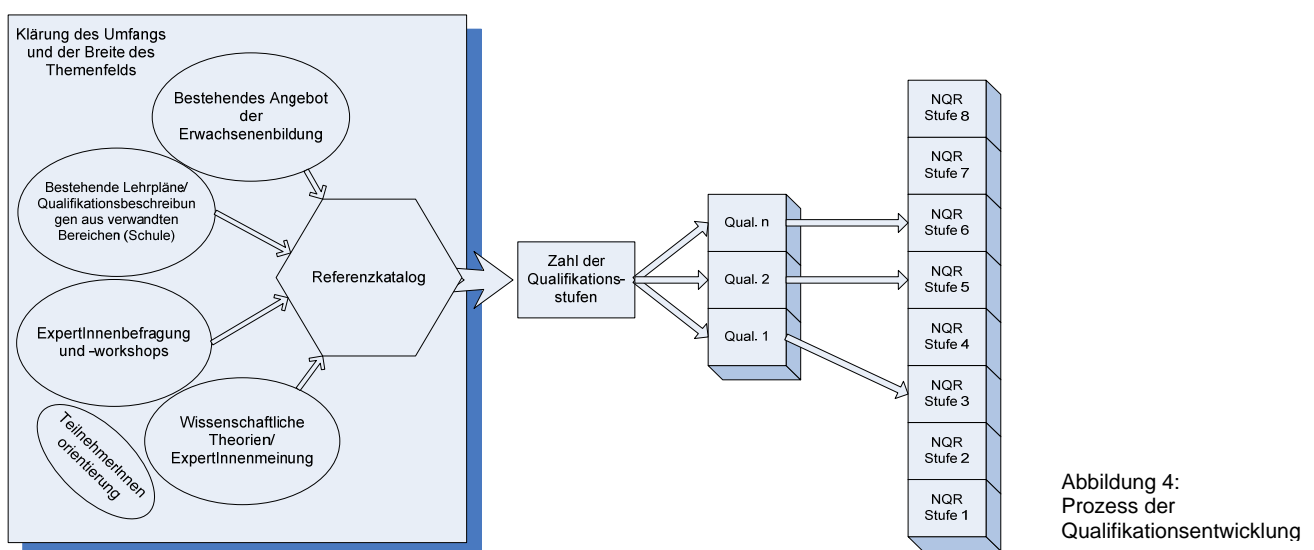 Klärung des Umfangs
und der Breite des
Themenfelds
Bestehendes Angebot
der
Erwachsenenbildung
Bestehende Lehrpläne/
Qualifikationsbeschreibun
gen aus verwandten
Bereichen (Schule)
ExpertInnenbefragung
und –workshops
TeilnehmerInnen
orientierung
Wissenschaftliche
Theorien/
ExpertInnenmeinung
Referenzkatalog
Zahl der
Qualifikations-
stufen
Qual. n
Qual. 2
Qual. 1
NQR
Stufe 8
NQR
Stufe 7
NQR
Stufe 6
NQR
Stufe 5
NQR
Stufe 4
NQR
Stufe 3
NQR
Stufe 2
NQR
Stufe 1
Abbildung 4:
Prozess der
Qualifikationsentwicklung